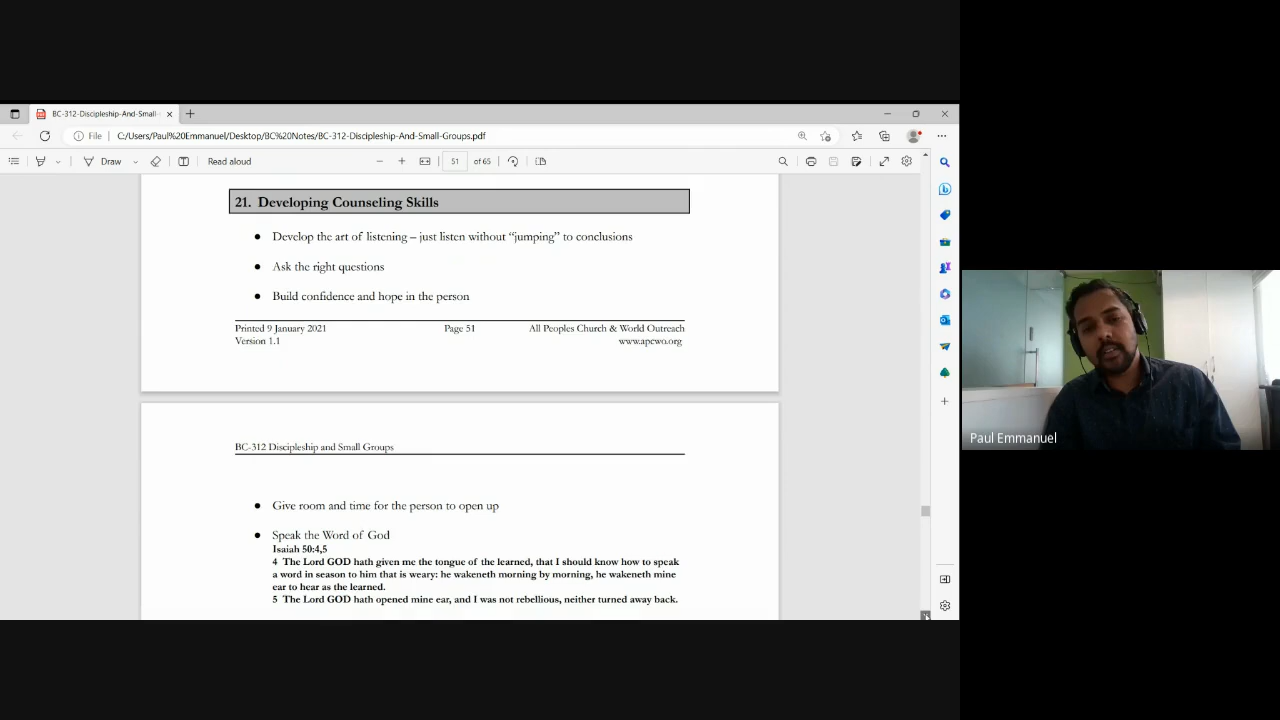 BC-312-Discipleship-And-Small-
File
C:/Users/Paul%20Emmanuel/Desktop/BC%20Notes/BC-312-Discipleship-And-Small-Groups.pdf
Draw
Read aloud
51 of 65
21. Developing Counseling Skills
● Develop the art of listening – just listen without “jumping” to conclusions
● Ask the right questions
● Build confidence and hope in the person
Printed 9 January 2021 Page 51 All Peoples Church & World Outreach
Version 1.1 www.apcwo.org
BC-312 Discipleship and Small Groups
● Give room and time for the person to open up
● Speak the Word of God
Isaiah 50:4,5
4 The Lord GOD hath given me the tongue of the learned, that I should know how to speak
a word in season to him that is weary: he wakeneth morning by morning, he wakeneth mine
ear to hear as the learned.
5 The Lord GOD hath opened mine ear, and I was not rebellious, neither turned away back.
Paul Emmanuel